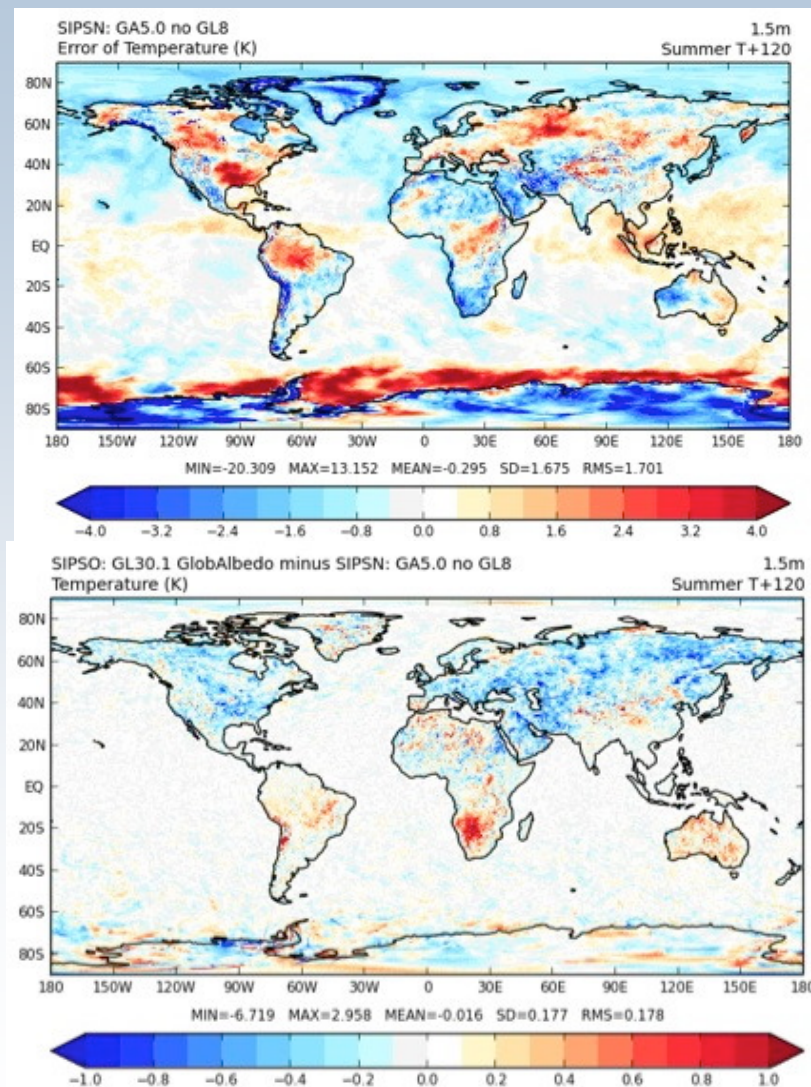 SIPSN: GA5.0 no GL8 1.5m
Error of Temperature (K) Summer T+120
80N
60N
40N
20N
EQ
20S
40S
60S
80S
180 150W 120W 90W 60W 30W 0 30E 60E 90E 120E 150E 180
MIN=-20.309 MAX=13.152 MEAN=-0.295 SD=1.675 RMS=1.701
−4.0 −3.2 −2.4 −1.6 −0.8 0.0 0.8 1.6 2.4 3.2 4.0
SIPSO: GL30.1 GlobAlbedo minus SIPSN: GA5.0 no GL8 1.5m
Temperature (K) Summer T+120
80N
60N
40N
20N
EQ
20S
40S
60S
80S
180 150W 120W 90W 60W 30W 0 30E 60E 90E 120E 150E 180
MIN=-6.719 MAX=2.958 MEAN=-0.016 SD=0.177 RMS=0.178
−1.0 −0.8 −0.6 −0.4 −0.2 0.0 0.2 0.4 0.6 0.8 1.0